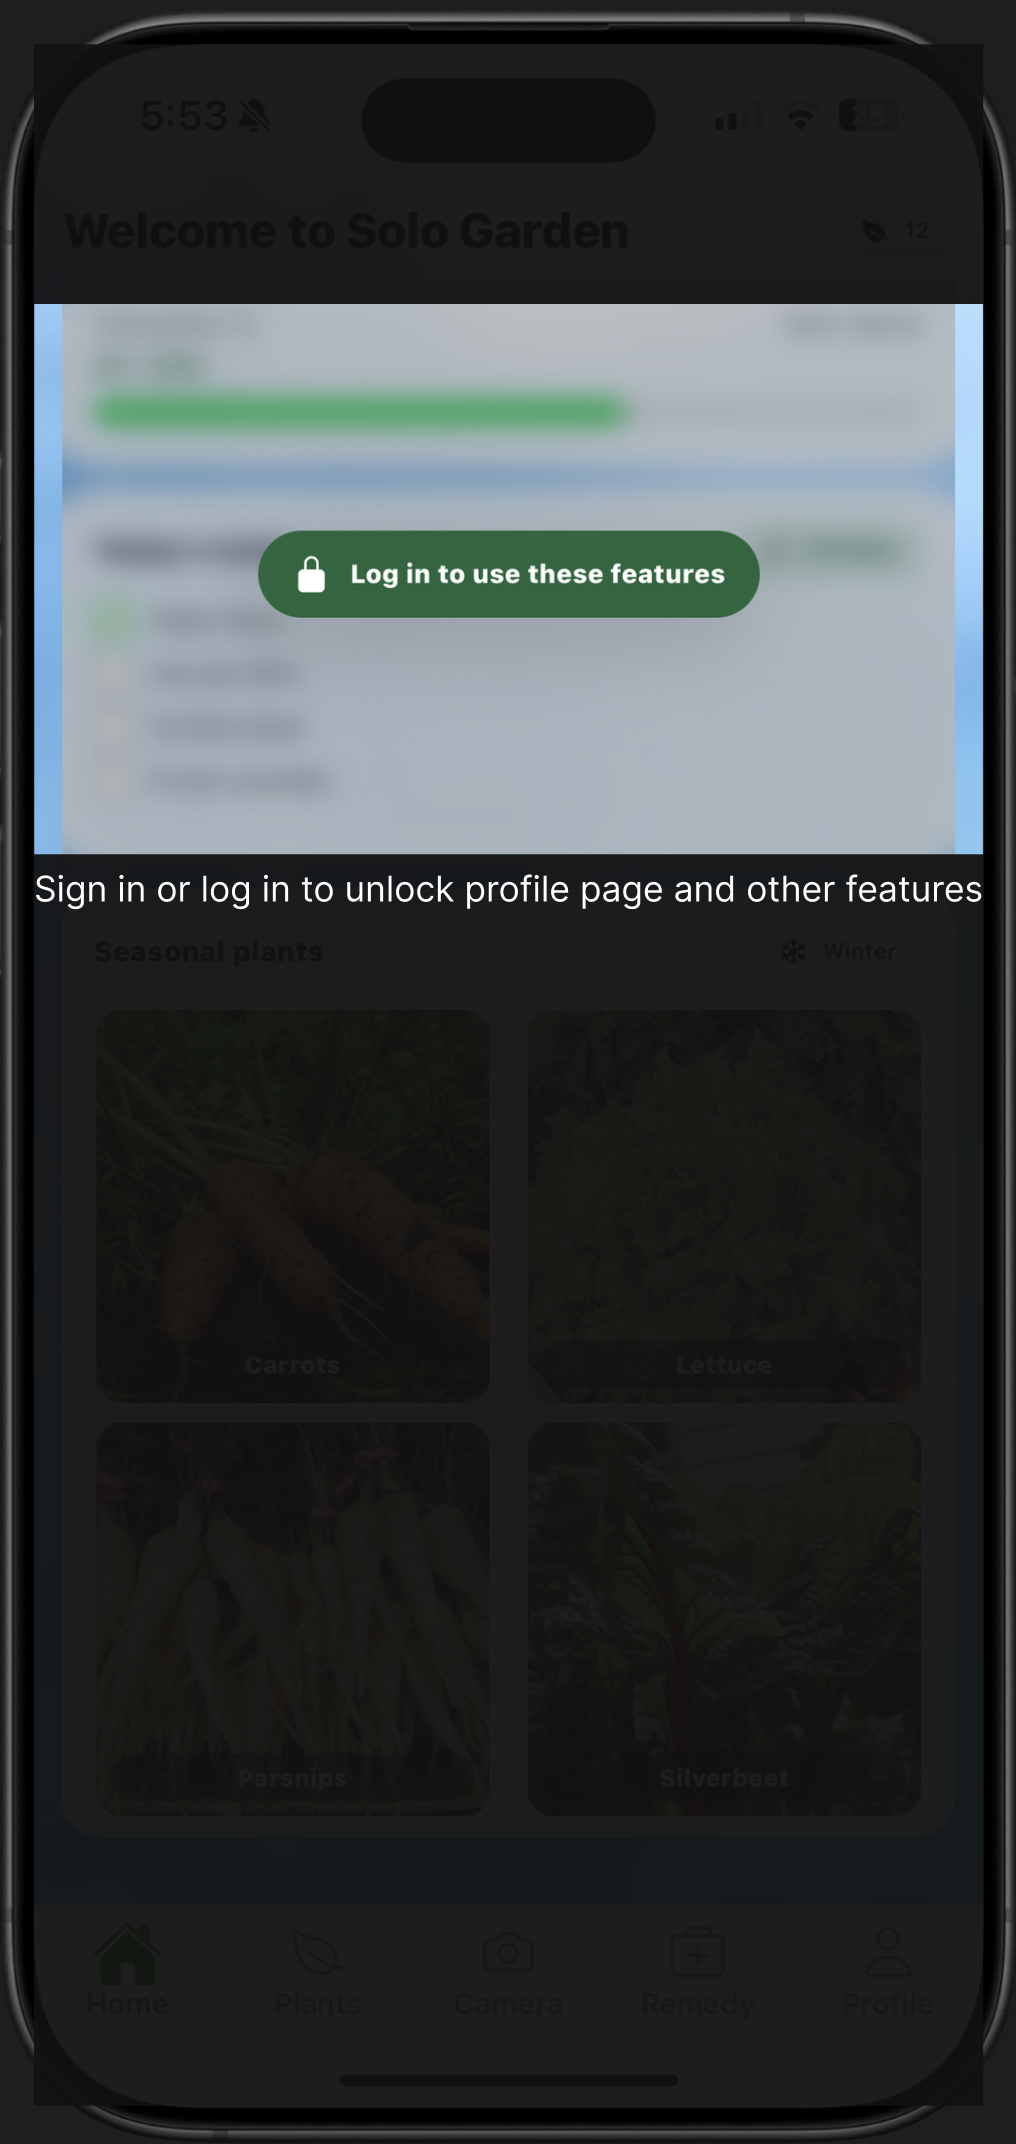 5:53
28
Welcome to Solo Garden
12
Log in to use these features
Sign in or log in to unlock profile page and other features
Seasonal plants
Winter
Carrots
Lettuce
Parsnips
Silverbeet
Home
Plants
Camera
Remedy
Profile